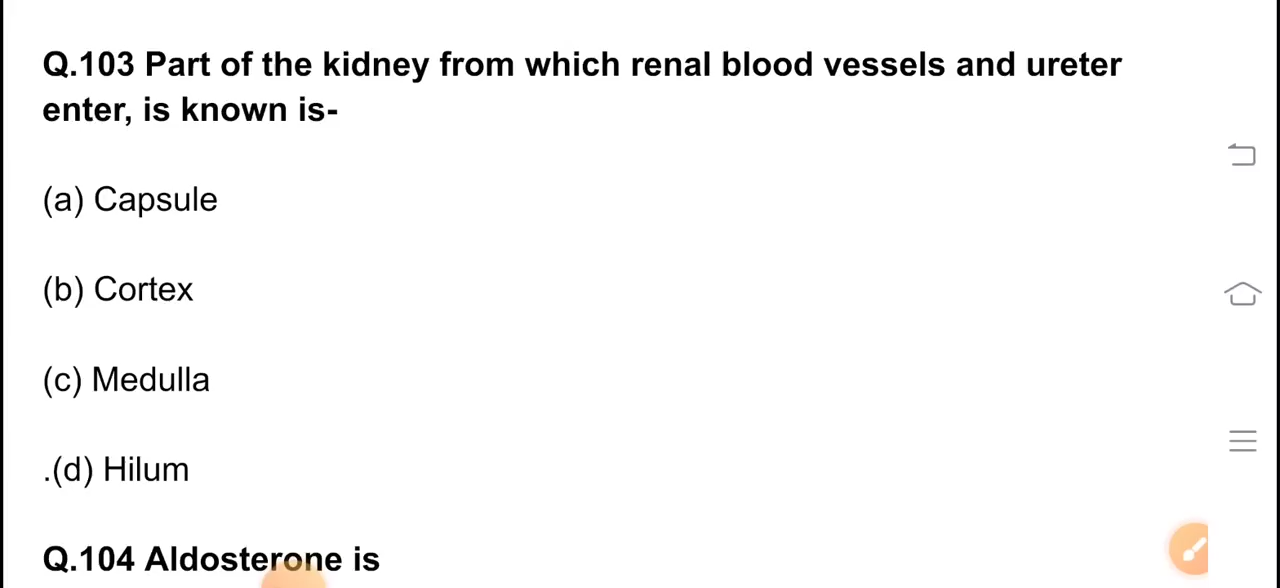 Q.103 Part of the kidney from which renal blood vessels and ureter
enter, is known is-
(a) Capsule
(b) Cortex
(c) Medulla
.(d) Hilum
Q.104 Aldosterone is